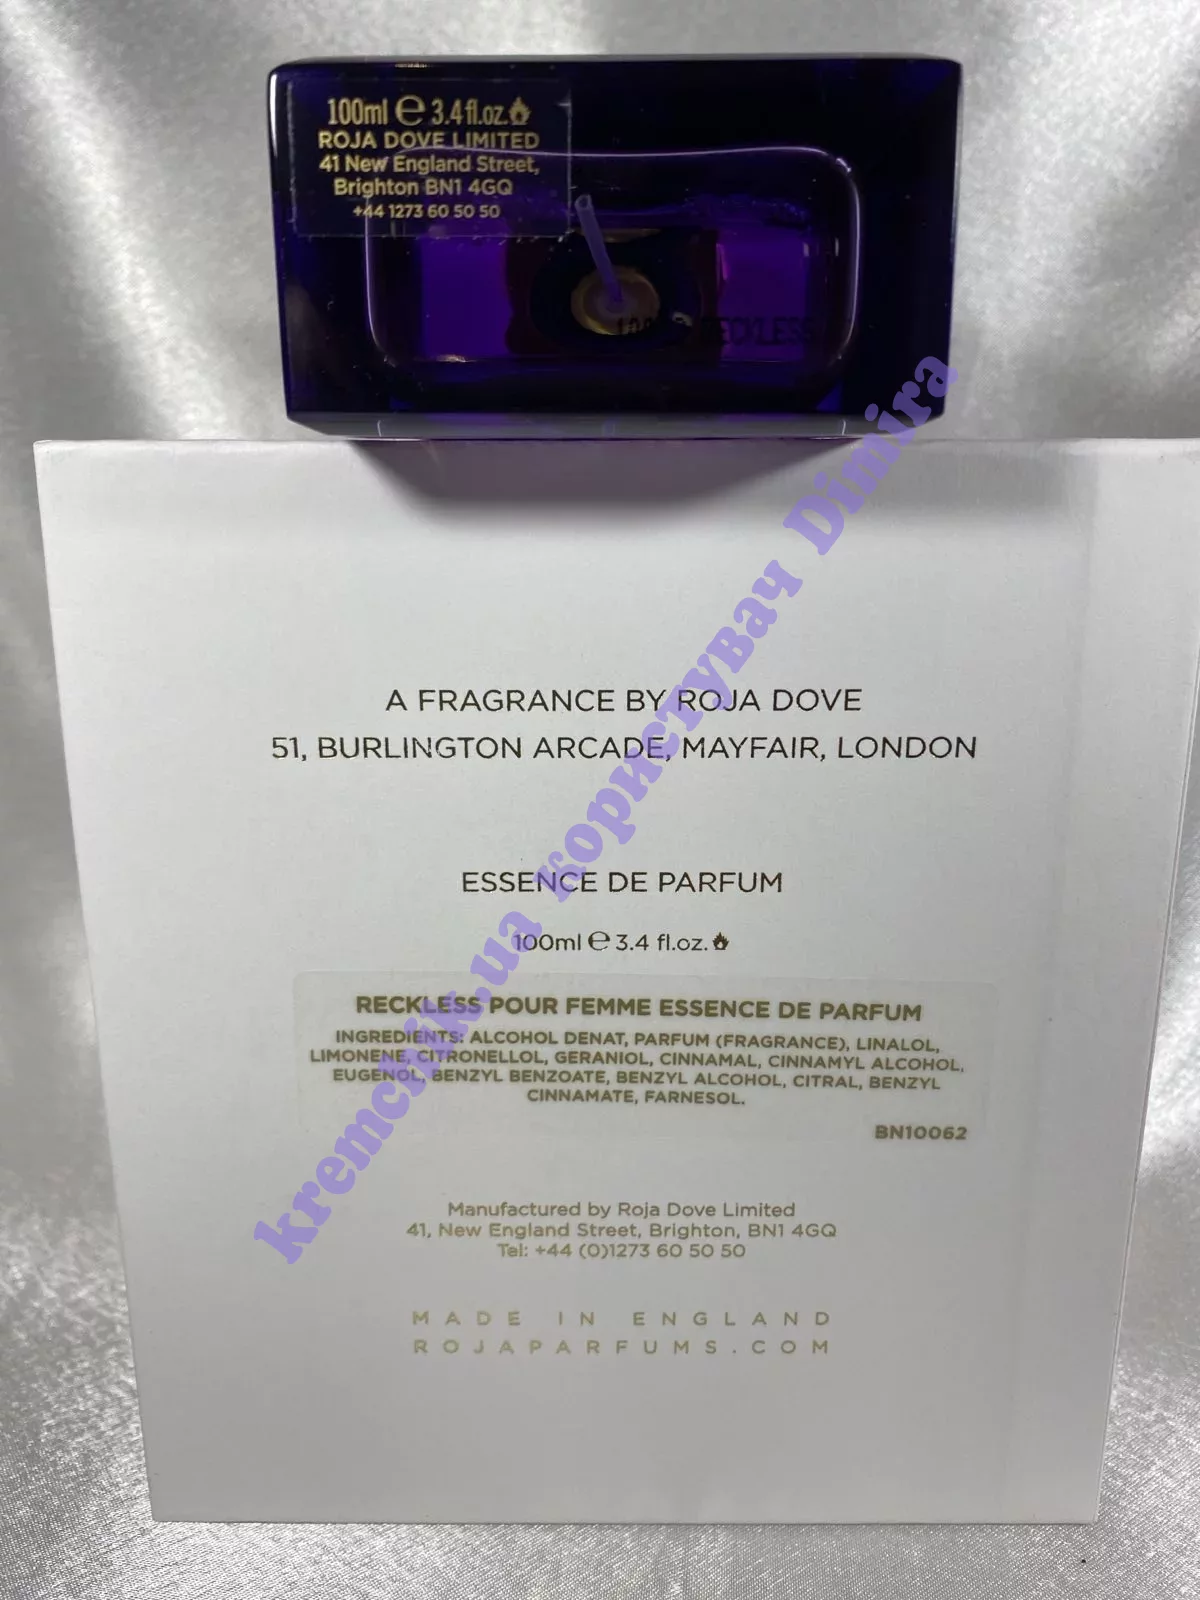 100ml ℮ 3.4 fl.oz.
ROJA DOVE LIMITED
41 New England Street,
Brighton BN1 4GQ
+44 1273 60 50 50
RECKLESS
A FRAGRANCE BY ROJA DOVE
51, BURLINGTON ARCADE, MAYFAIR, LONDON
ESSENCE DE PARFUM
100ml ℮ 3.4 fl.oz.
RECKLESS POUR FEMME ESSENCE DE PARFUM
INGREDIENTS: ALCOHOL DENAT, PARFUM (FRAGRANCE), LINALOL,
LIMONENE, CITRONELLOL, GERANIOL, CINNAMAL, CINNAMYL ALCOHOL,
EUGENOL, BENZYL BENZOATE, BENZYL ALCOHOL, CITRAL, BENZYL
CINNAMATE, FARNESOL.
BN10062
Manufactured by Roja Dove Limited
41, New England Street, Brighton, BN1 4GQ
Tel: +44 (0)1273 60 50 50
MADE IN ENGLAND
ROJAPARFUMS.COM
kremchik.ua користувач Dimira